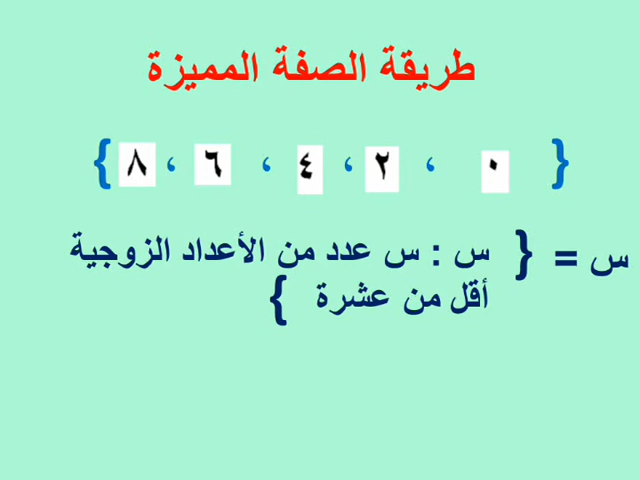 طريقة الصفة المميزة
{ ٠ ، ٢ ، ٤ ، ٦ ، ٨ }
س = { س : س عدد من الأعداد الزوجية
أقل من عشرة }